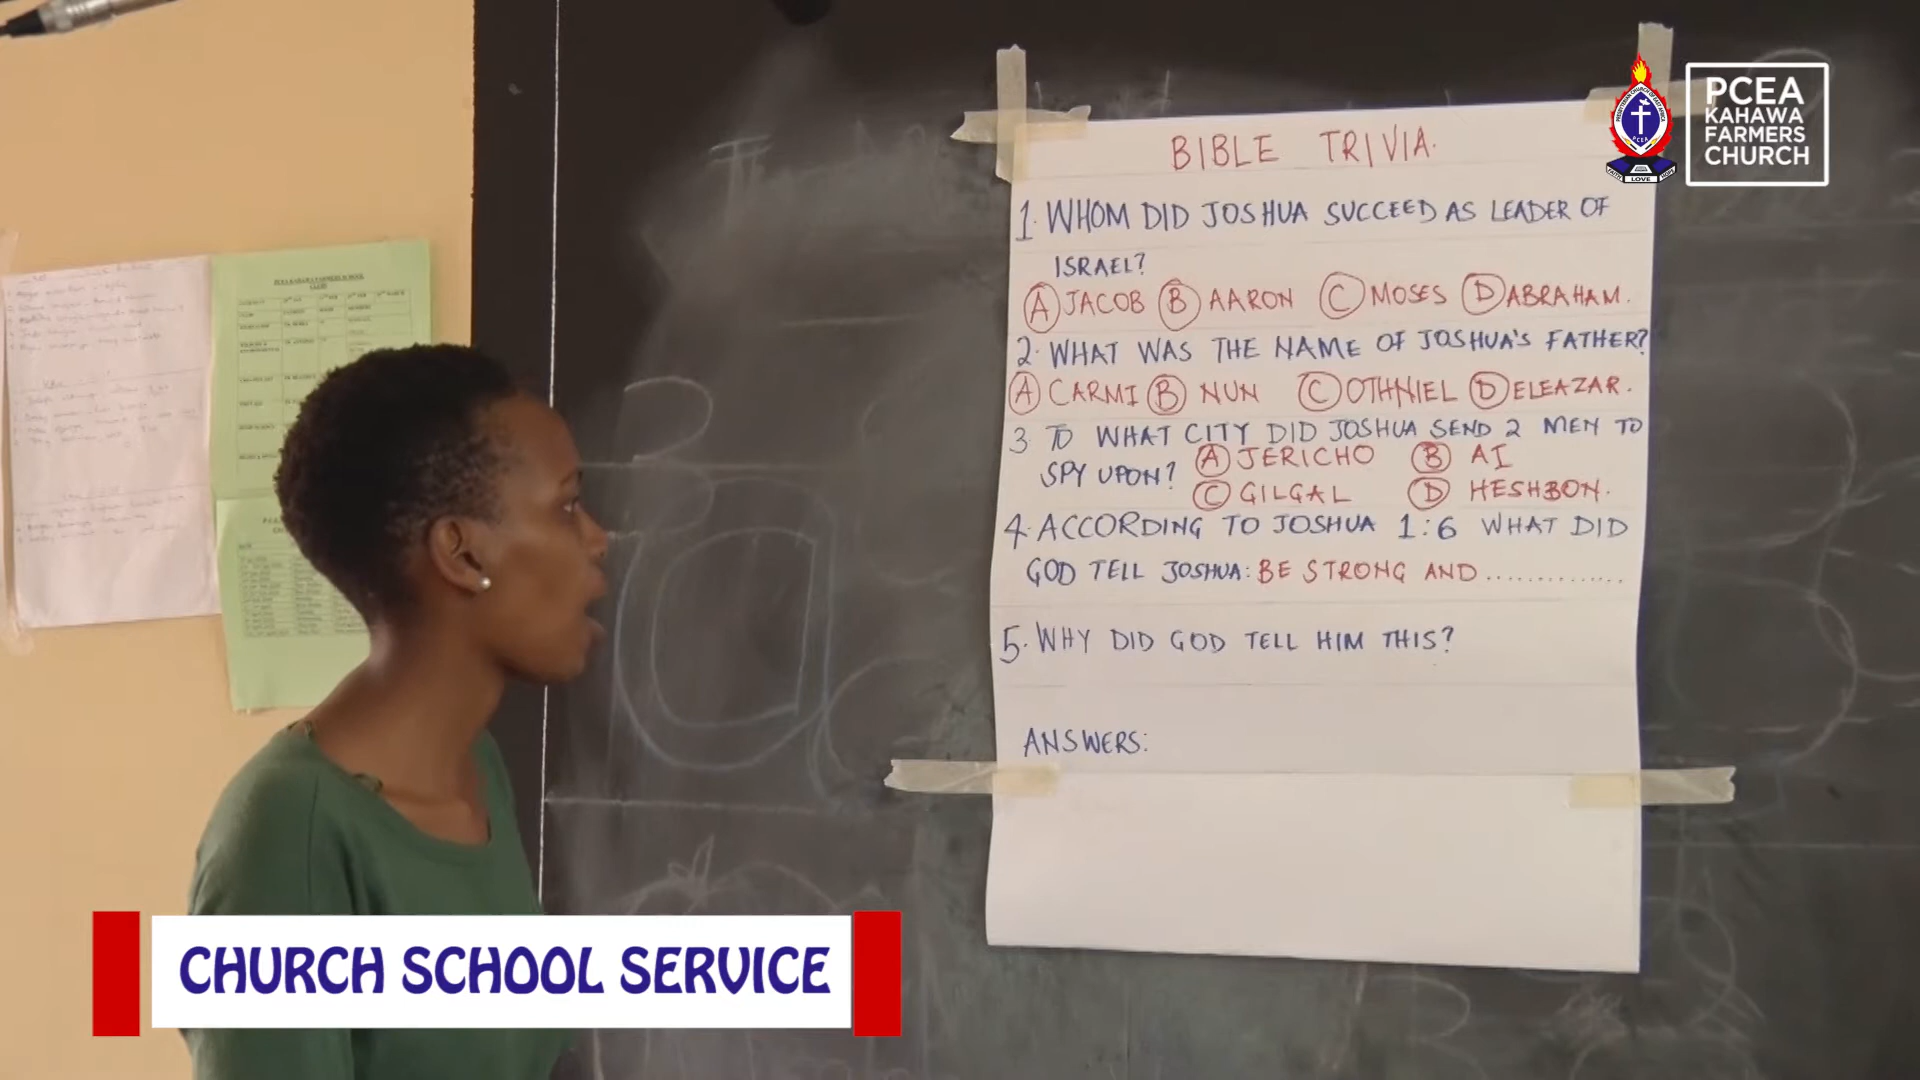 PCEA
KAHAWA
FARMERS
CHURCH
LOVE
BIBLE TRIVIA.
1. WHOM DID JOSHUA SUCCEED AS LEADER OF
ISRAEL?
A JACOB B AARON C MOSES D ABRAHAM.
2. WHAT WAS THE NAME OF JOSHUA'S FATHER?
A CARMI B NUN C OTHNIEL D ELEAZAR.
3 TO WHAT CITY DID JOSHUA SEND 2 MEN TO
SPY UPON? A JERICHO B AI
C GILGAL D HESHBON.
4. ACCORDING TO JOSHUA 1:6 WHAT DID
GOD TELL JOSHUA: BE STRONG AND ..............
5. WHY DID GOD TELL HIM THIS?
ANSWERS:
CHURCH SCHOOL SERVICE